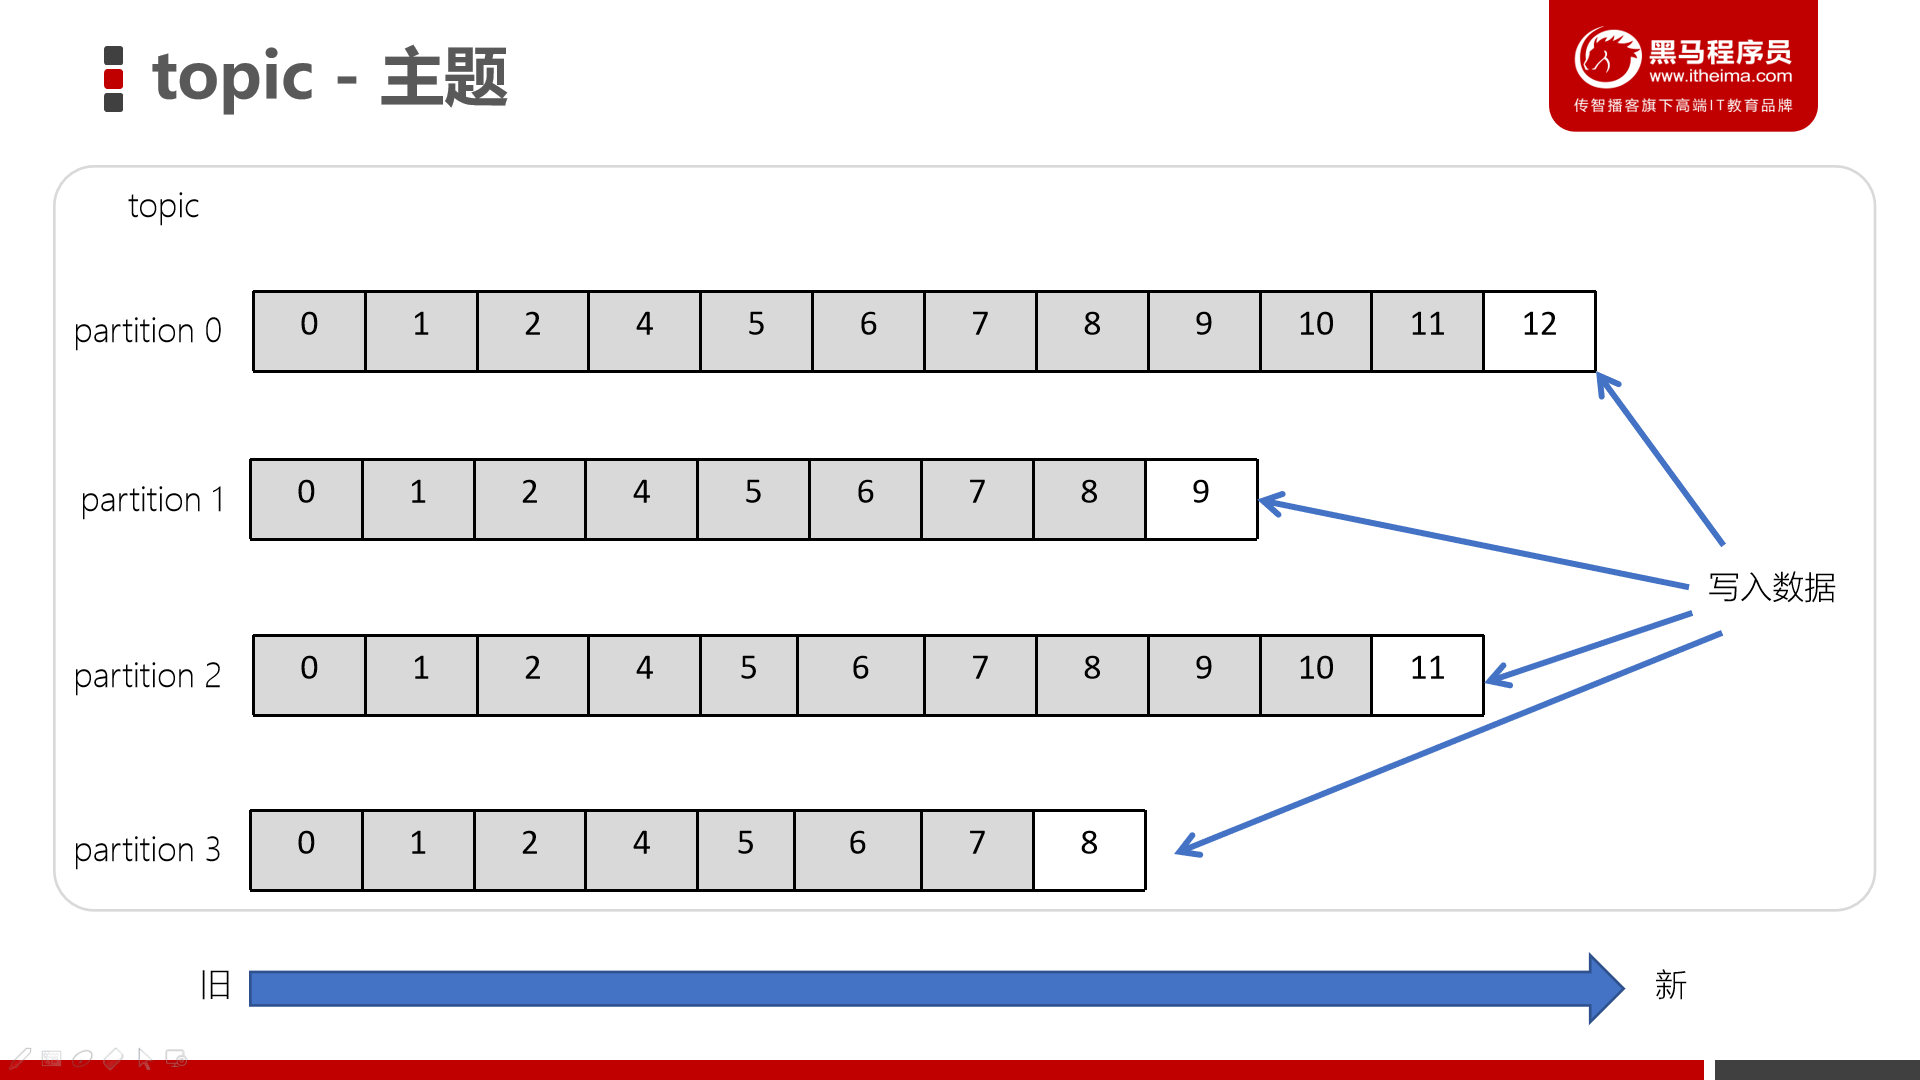 topic - 主题
黑马程序员
www.itheima.com
传智播客旗下高端IT教育品牌
topic
partition 0 0 1 2 4 5 6 7 8 9 10 11 12
partition 1 0 1 2 4 5 6 7 8 9
写入数据
partition 2 0 1 2 4 5 6 7 8 9 10 11
partition 3 0 1 2 4 5 6 7 8
旧 新